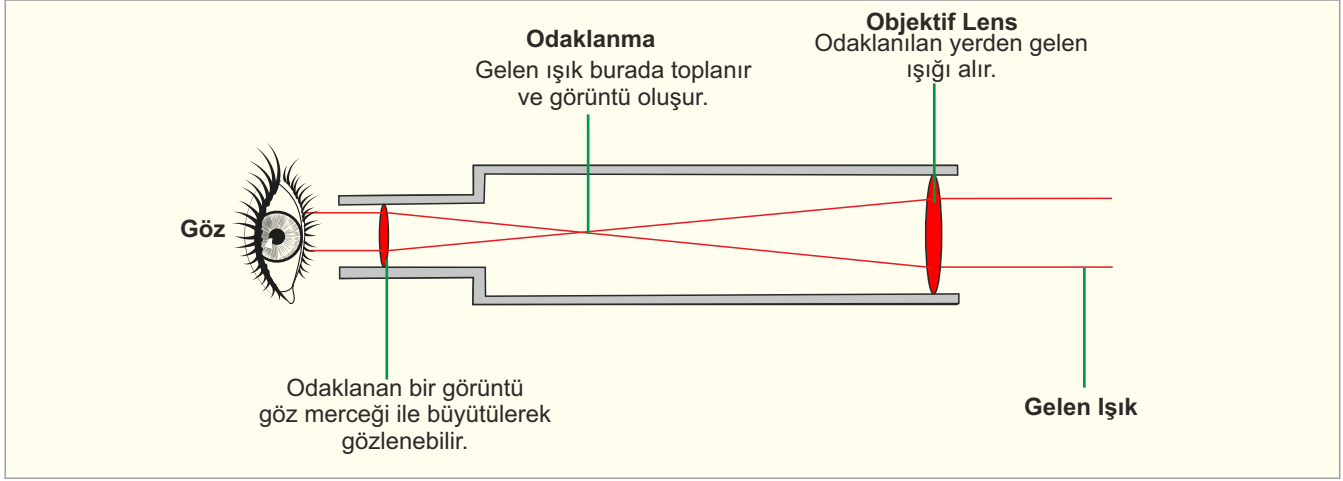 Odaklanma
Gelen ışık burada toplanır
ve görüntü oluşur.
Objektif Lens
Odaklanılan yerden gelen
ışığı alır.
Göz
Odaklanan bir görüntü
göz merceği ile büyütülerek
gözlenebilir.
Gelen Işık